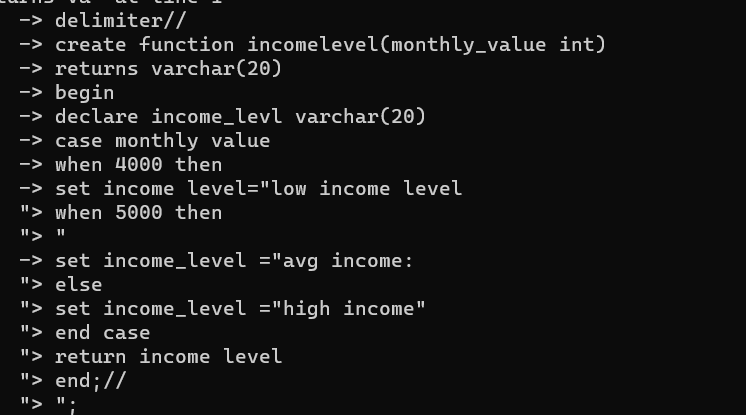 -> delimiter//
-> create function incomelevel(monthly_value int)
-> returns varchar(20)
-> begin
-> declare income_levl varchar(20)
-> case monthly value
-> when 4000 then
-> set income level="low income level
"> when 5000 then
"> "
-> set income_level ="avg income:
"> else
"> set income_level ="high income"
"> end case
"> return income level
"> end;//
"> ";